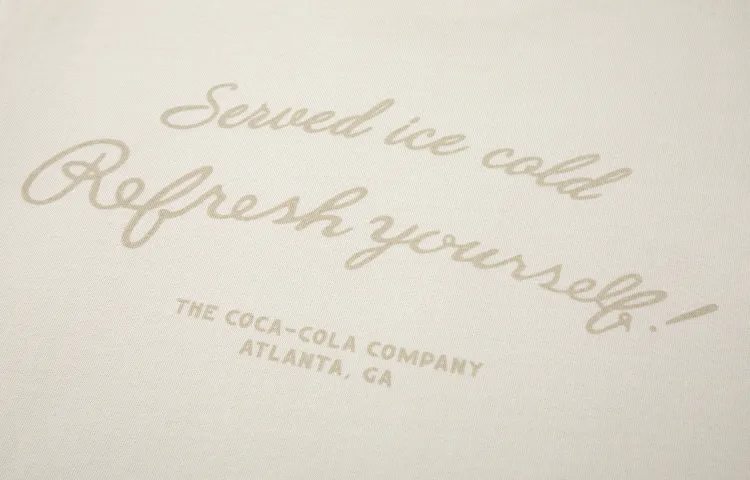 Served ice cold
Refresh yourself!
THE COCA-COLA COMPANY
ATLANTA, GA